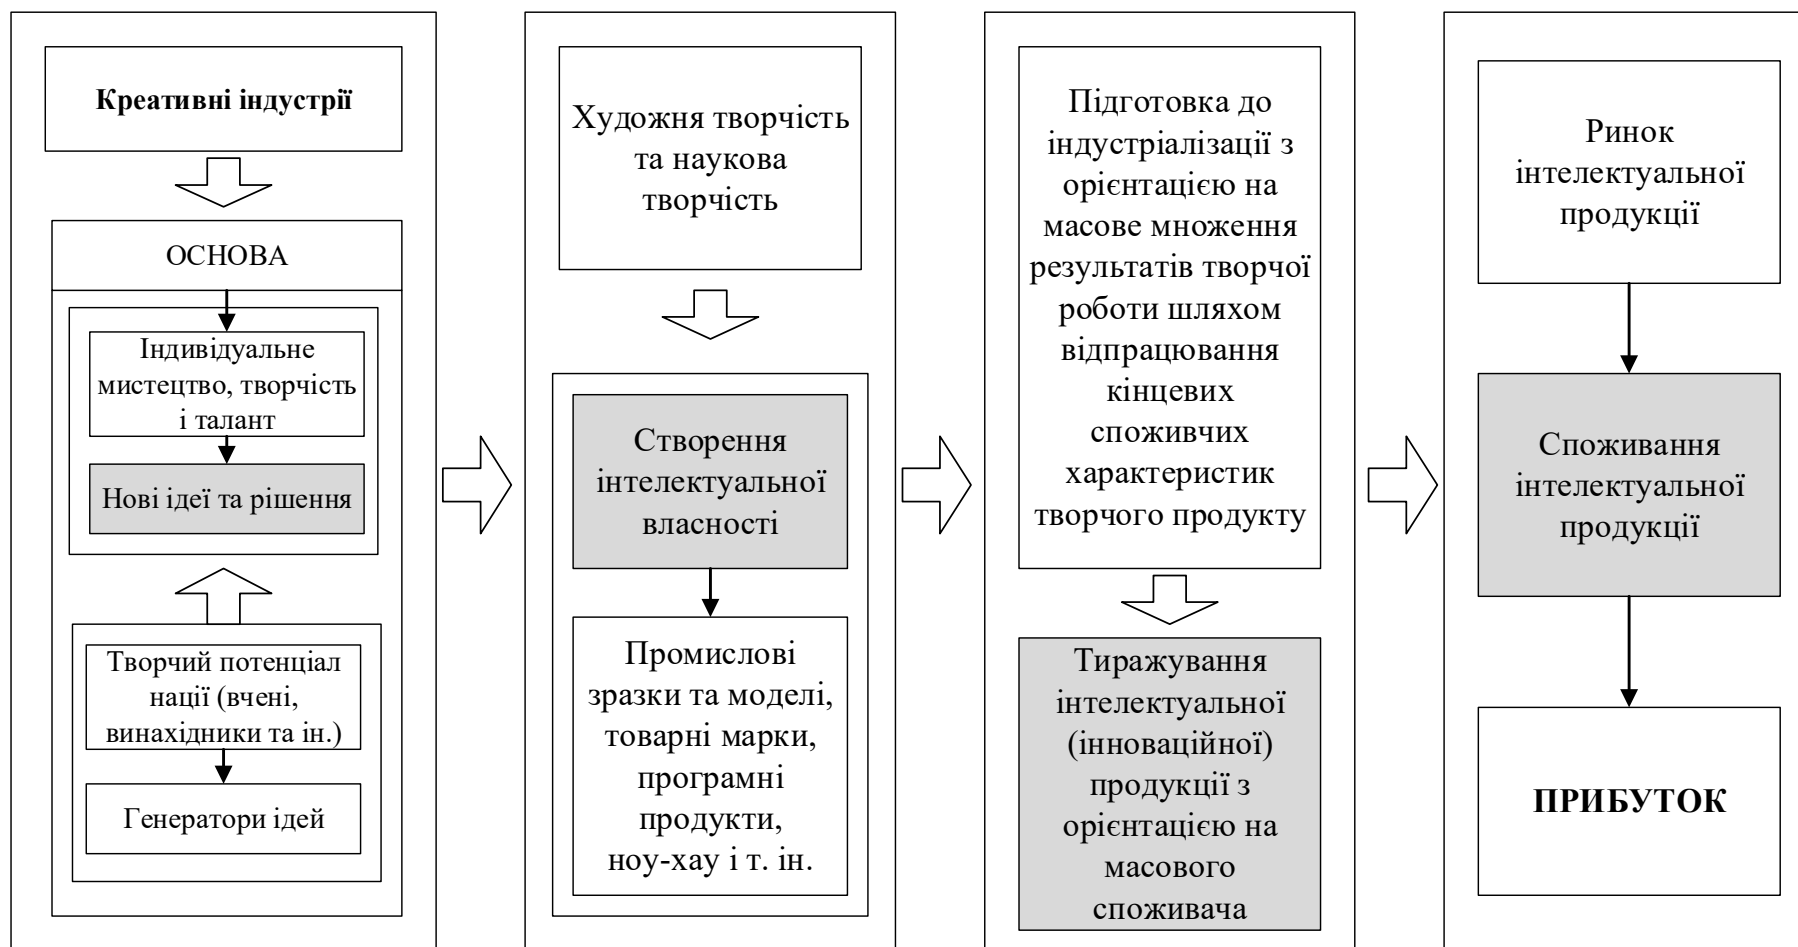 Креативні індустрії
ОСНОВА
Індивідуальне
мистецтво, творчість
і талант
Нові ідеї та рішення
Творчий потенціал
нації (вчені,
винахідники та ін.)
Генератори ідей
Художня творчість
та наукова
творчість
Створення
інтелектуальної
власності
Промислові
зразки та моделі,
товарні марки,
програмні
продукти,
ноу-хау і т. ін.
Підготовка до
індустріалізації з
орієнтацією на
масове множення
результатів творчої
роботи шляхом
відпрацювання
кінцевих
споживчих
характеристик
творчого продукту
Тиражування
інтелектуальної
(інноваційної)
продукції з
орієнтацією на
масового
споживача
Ринок
інтелектуальної
продукції
Споживання
інтелектуальної
продукції
ПРИБУТОК